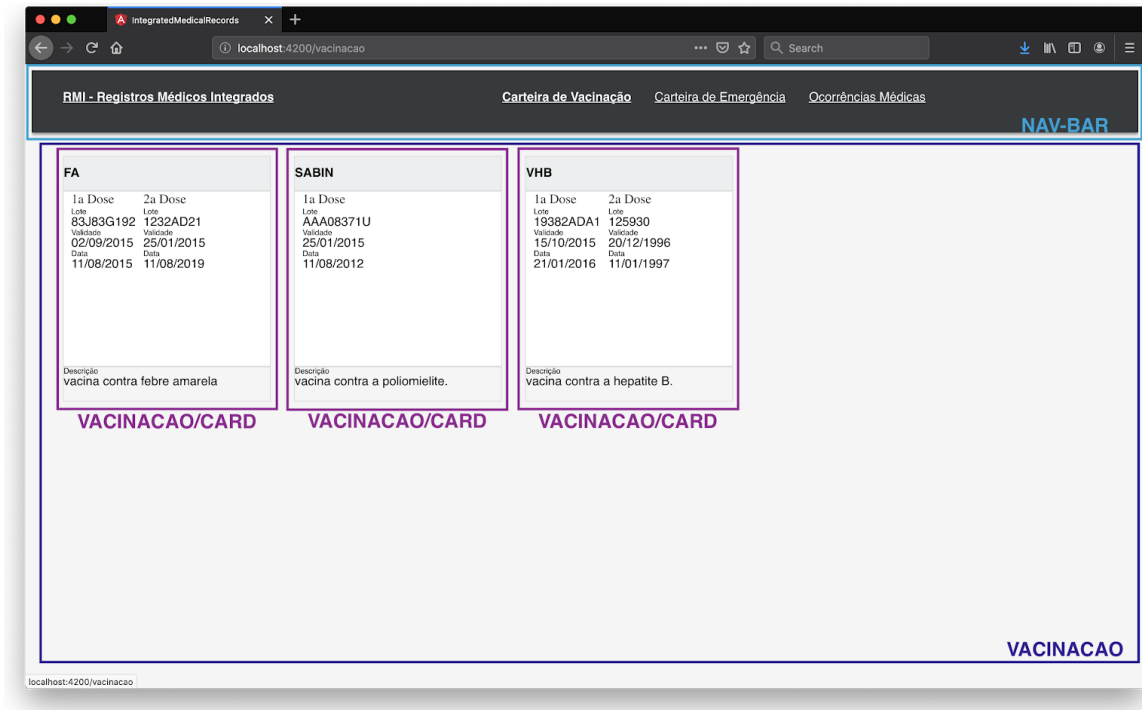 IntegratedMedicalRecords
localhost:4200/vacinacao
Search
RMI - Registros Médicos Integrados
Carteira de Vacinação
Carteira de Emergência
Ocorrências Médicas
NAV-BAR
FA
1a Dose 2a Dose
Lote Lote
83J83G192 1232AD21
Validade Validade
02/09/2015 25/01/2015
Data Data
11/08/2015 11/08/2019
Descrição
vacina contra febre amarela
VACINACAO/CARD
SABIN
1a Dose
Lote
AAA08371U
Validade
25/01/2015
Data
11/08/2012
Descrição
vacina contra a poliomielite.
VACINACAO/CARD
VHB
1a Dose 2a Dose
Lote Lote
19382ADA1 125930
Validade Validade
15/10/2015 20/12/1996
Data Data
21/01/2016 11/01/1997
Descrição
vacina contra a hepatite B.
VACINACAO/CARD
VACINACAO
localhost:4200/vacinacao